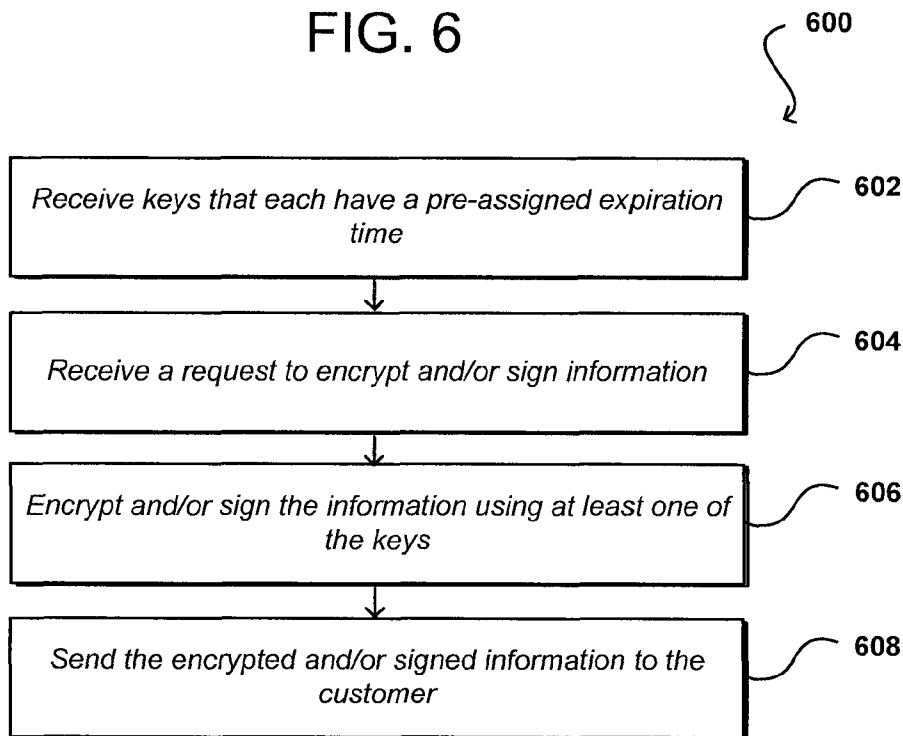 FIG. 6
600
Receive keys that each have a pre-assigned expiration
time
602
Receive a request to encrypt and/or sign information
604
Encrypt and/or sign the information using at least one of
the keys
606
Send the encrypted and/or signed information to the
customer
608